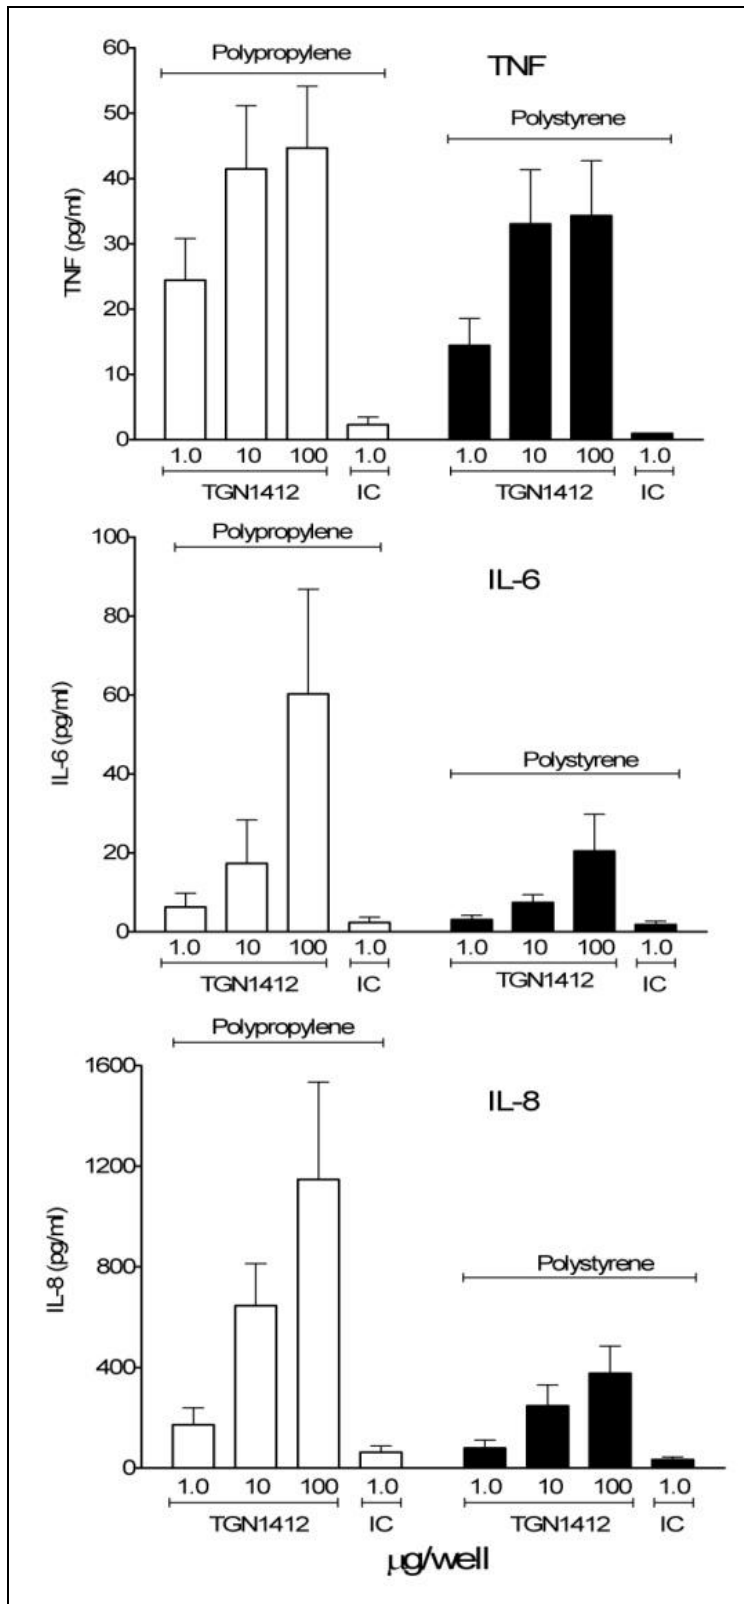 Polypropylene
TNF
Polystyrene
TNF (pg/ml)
60
50
40
30
20
10
0
1.0 10 100 1.0 1.0 10 100 1.0
TGN1412 IC TGN1412 IC
Polypropylene
IL-6
Polystyrene
IL-6 (pg/ml)
100
80
60
40
20
0
1.0 10 100 1.0 1.0 10 100 1.0
TGN1412 IC TGN1412 IC
Polypropylene
IL-8
Polystyrene
IL-8 (pg/ml)
1600
1200
800
400
0
1.0 10 100 1.0 1.0 10 100 1.0
TGN1412 IC TGN1412 IC
µg/well